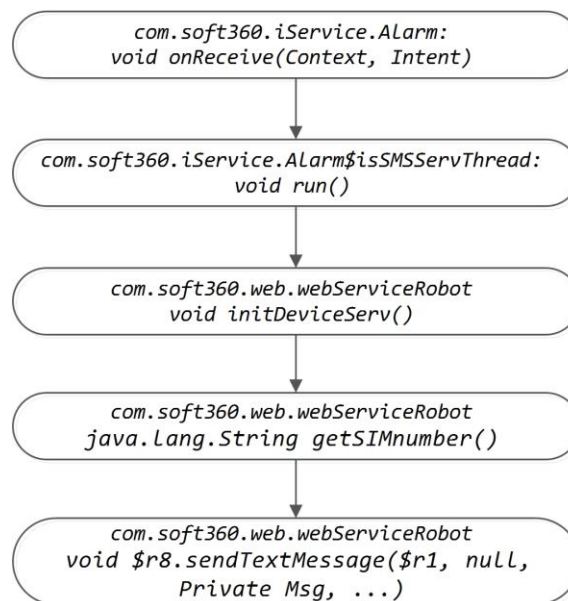 com.soft360.iService.Alarm:
void onReceive(Context, Intent)
com.soft360.iService.Alarm$isSMSServThread:
void run()
com.soft360.web.webServiceRobot
void initDeviceServ()
com.soft360.web.webServiceRobot
java.lang.String getSIMnumber()
com.soft360.web.webServiceRobot
void $r8.sendTextMessage($r1, null,
Private Msg, ...)